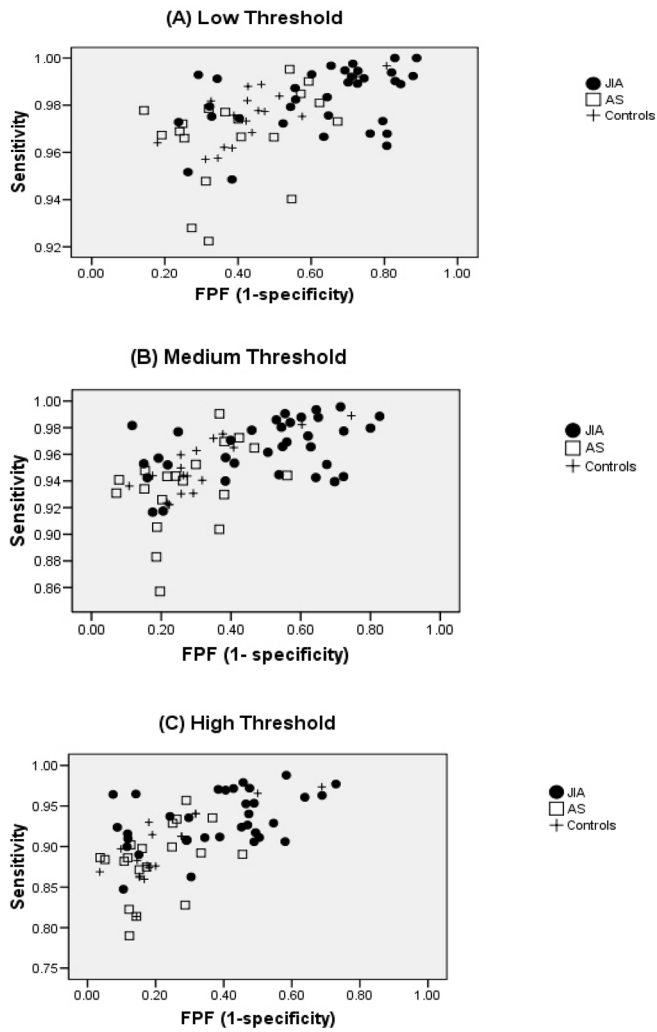 (A) Low Threshold
1.00
0.98
0.96
0.94
0.92
Sensitivity
0.00 0.20 0.40 0.60 0.80 1.00
FPF (1-specificity)
JIA
AS
Controls
(B) Medium Threshold
1.00
0.98
0.96
0.94
0.92
0.90
0.88
0.86
Sensitivity
0.00 0.20 0.40 0.60 0.80 1.00
FPF (1- specificity)
JIA
AS
Controls
(C) High Threshold
1.00
0.95
0.90
0.85
0.80
0.75
Sensitivity
0.00 0.20 0.40 0.60 0.80 1.00
FPF (1-specificity)
JIA
AS
Controls